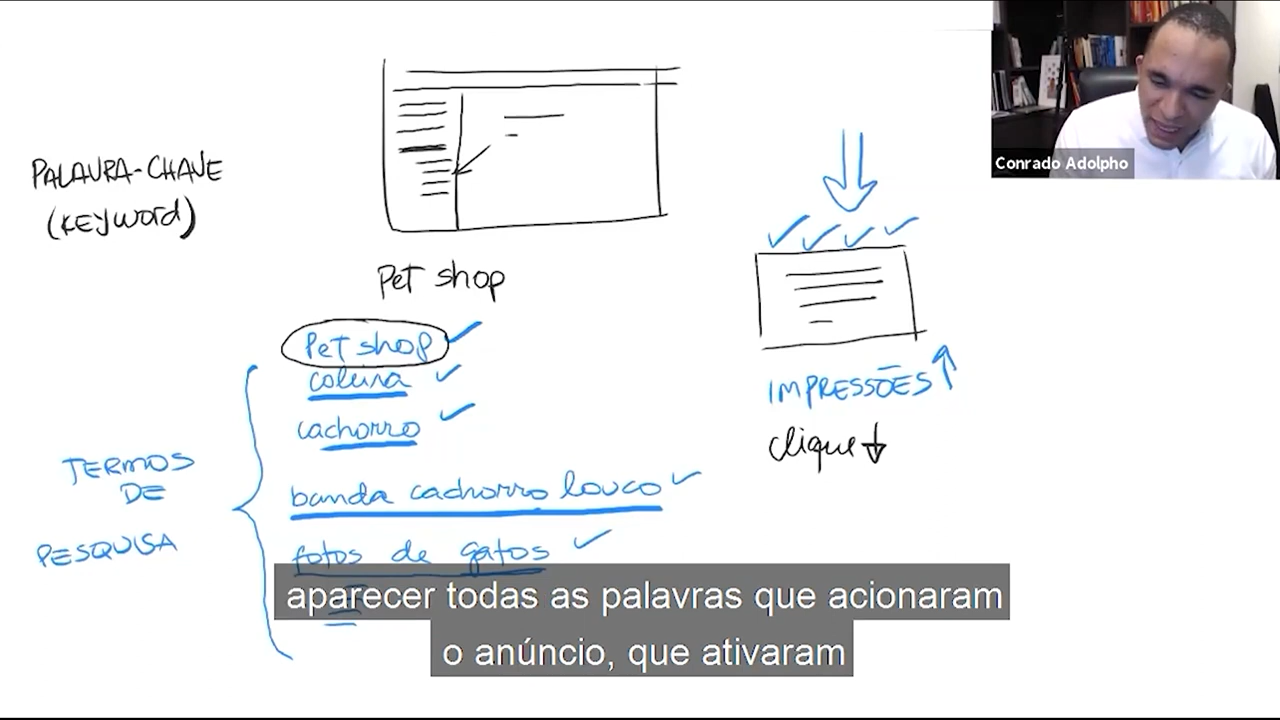 Conrado Adolpho
PALAVRA-CHAVE
(KEYWORD)
Pet shop
Pet shop
coleira
cachorro
banda cachorro louco
fotos de gatos
TERMOS
DE
PESQUISA
IMPRESSÕES
clique
aparecer todas as palavras que acionaram
o anúncio, que ativaram